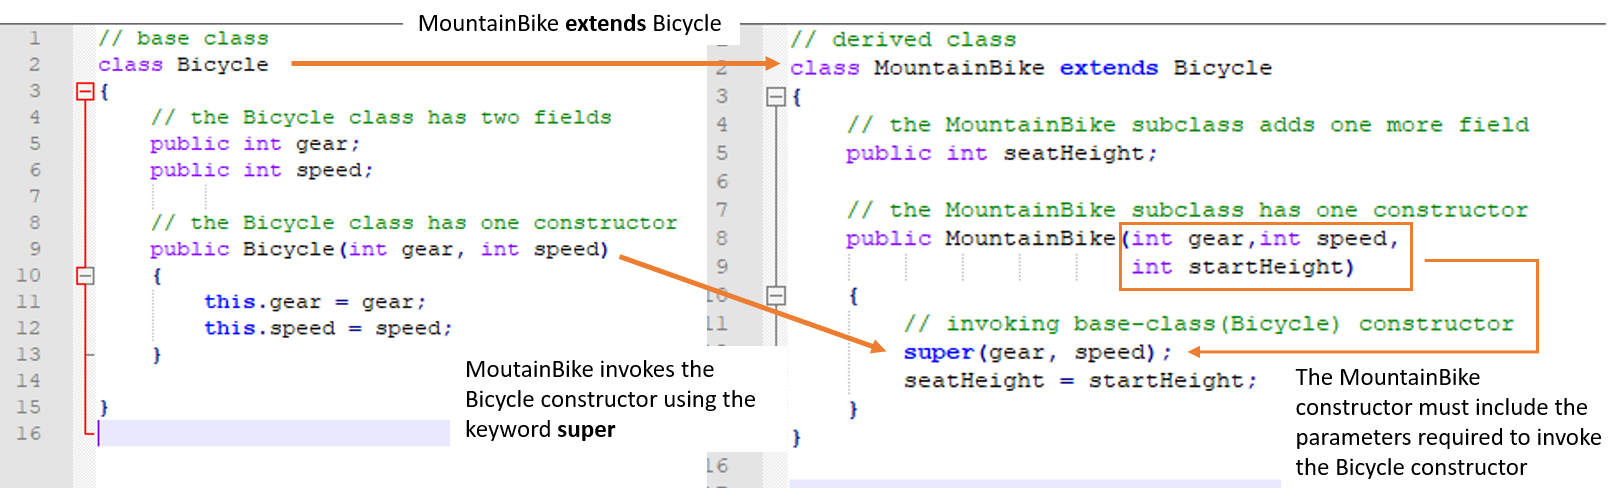 MountainBike extends Bicycle
1 // base class
2 class Bicycle
3 {
4 // the Bicycle class has two fields
5 public int gear;
6 public int speed;
7
8 // the Bicycle class has one constructor
9 public Bicycle(int gear, int speed)
10 {
11 this.gear = gear;
12 this.speed = speed;
13 }
14
15 }
16
MoutainBike invokes the
Bicycle constructor using the
keyword super
// derived class
2 class MountainBike extends Bicycle
3 {
4 // the MountainBike subclass adds one more field
5 public int seatHeight;
6
7 // the MountainBike subclass has one constructor
8 public MountainBike(int gear,int speed,
9 int startHeight)
10 {
11 // invoking base-class(Bicycle) constructor
super(gear, speed);
seatHeight = startHeight;
}
}
16
The MountainBike
constructor must include the
parameters required to invoke
the Bicycle constructor